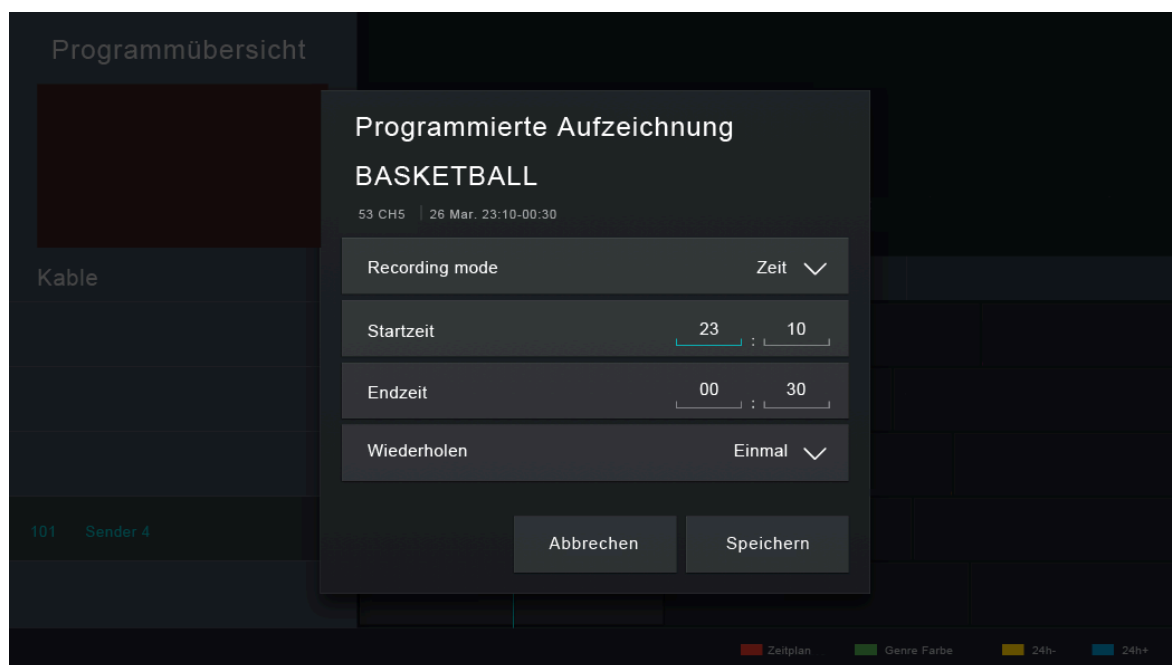 Programmübersicht
Programmierte Aufzeichnung
BASKETBALL
53 CH5 | 26 Mar. 23:10-00:30
Kable
Recording mode Zeit
Startzeit 23 : 10
Endzeit 00 : 30
Wiederholen Einmal
101 Sender 4
Abbrechen Speichern
Zeitplan Genre Farbe 24h- 24h+